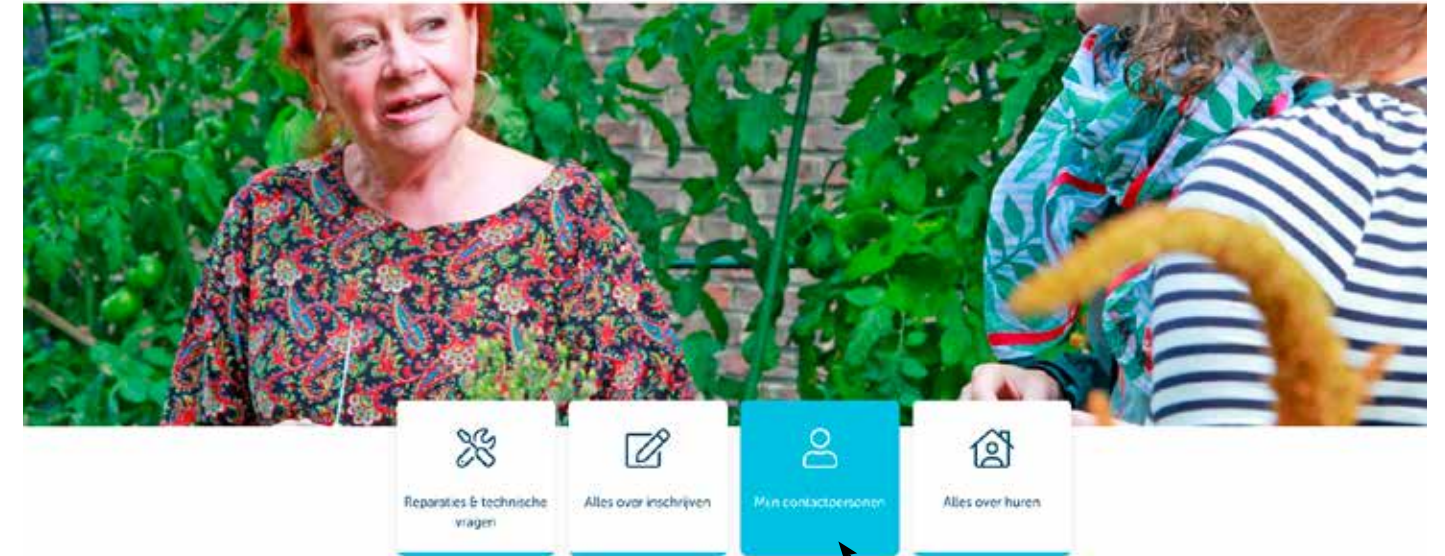 Reparaties & technische
vragen
Alles over inschrijven
Mijn contactpersonen
Alles over huren